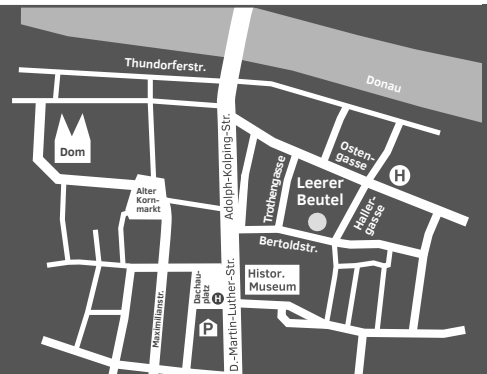 Thundorferstr.
Donau
Dom
Adolph-Kolping-Str.
Osten-
gasse
H
Trothengasse
Leerer
Beutel
Haller-
gasse
Alter
Korn-
markt
Bertoldstr.
Histor.
Museum
Dachau-
platz
H
P
Maximilianstr.
D.-Martin-Luther-Str.